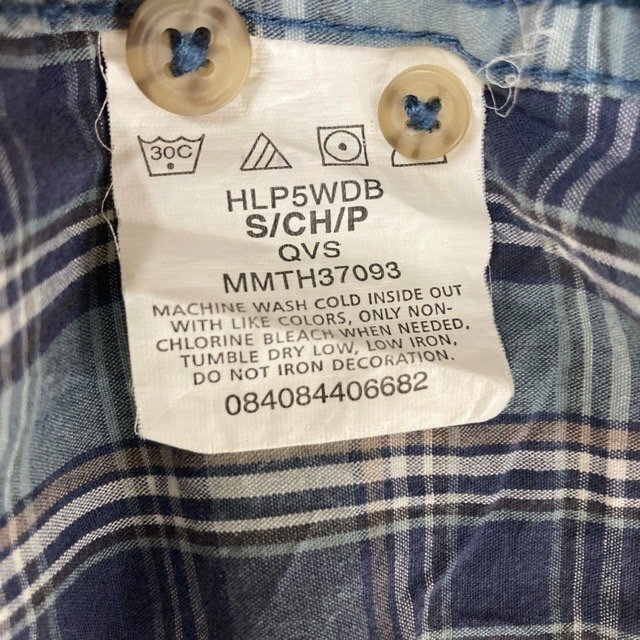 30C
HLP5WDB
S/CH/P
QVS
MMTH37093
MACHINE WASH COLD INSIDE OUT
WITH LIKE COLORS, ONLY NON-
CHLORINE BLEACH WHEN NEEDED,
TUMBLE DRY LOW, LOW IRON,
DO NOT IRON DECORATION.
084084406682